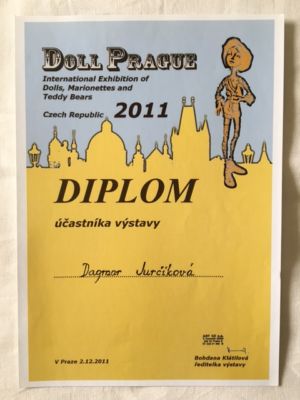 DOLL PRAGUE
International Exhibition of
Dolls, Marionettes and
Teddy Bears
Czech Republic 2011
DIPLOM
účastníka výstavy
Dagmar Jurčíková
V Praze 2.12.2011
Bohdana Klátilová
ředitelka výstavy